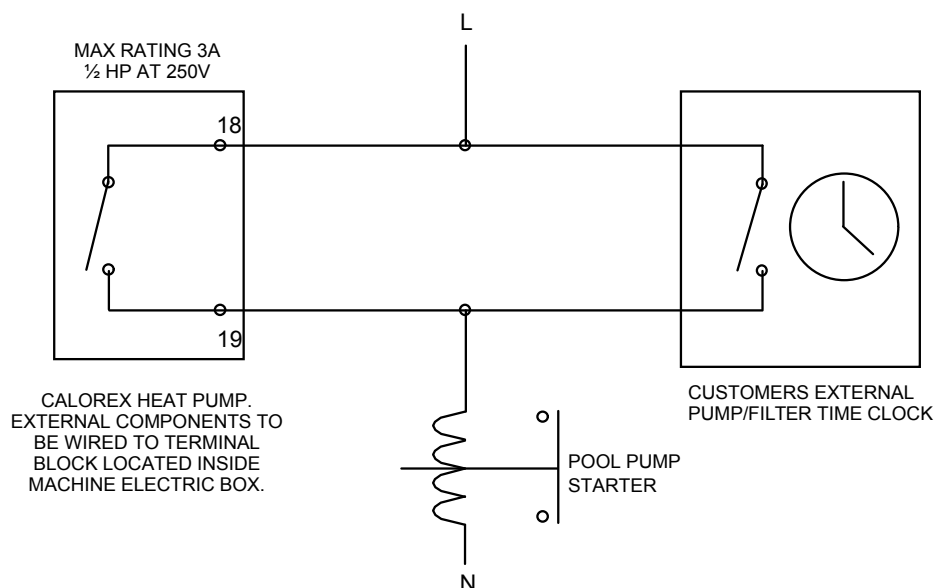 L
MAX RATING 3A
½ HP AT 250V
18
19
CALOREX HEAT PUMP.
EXTERNAL COMPONENTS TO
BE WIRED TO TERMINAL
BLOCK LOCATED INSIDE
MACHINE ELECTRIC BOX.
CUSTOMERS EXTERNAL
PUMP/FILTER TIME CLOCK
POOL PUMP
STARTER
N